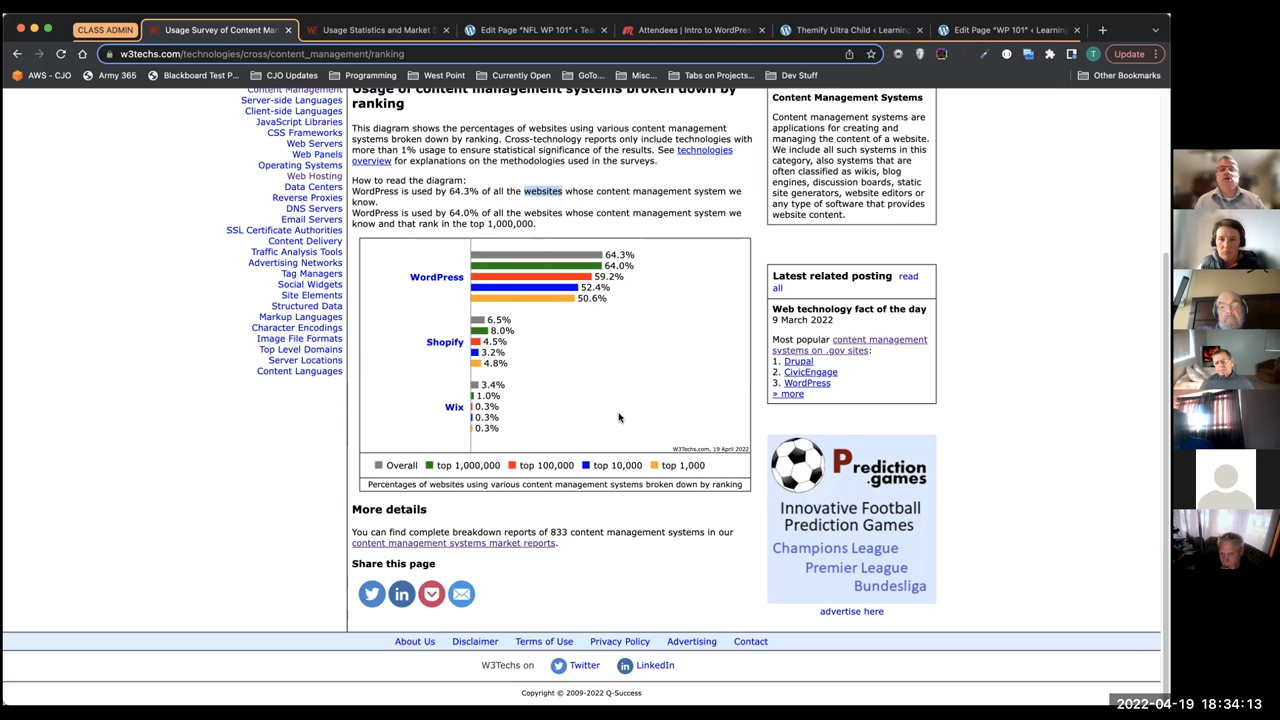 CLASS ADMIN
Usage Survey of Content Man
Usage Statistics and Market S
Edit Page "NFL WP 101" ‹ Tea
Attendees | Intro to WordPres
Themify Ultra Child ‹ Learning
Edit Page "WP 101" ‹ Learning
w3techs.com/technologies/cross/content_management/ranking
T
Update
AWS - CJO
Army 365
Blackboard Test P...
CJO Updates
Programming
West Point
Currently Open
GoTo...
Misc...
Tabs on Projects...
Dev Stuff
Other Bookmarks
Content Management
Server-side Languages
Client-side Languages
JavaScript Libraries
CSS Frameworks
Web Servers
Web Panels
Operating Systems
Web Hosting
Data Centers
Reverse Proxies
DNS Servers
Email Servers
SSL Certificate Authorities
Content Delivery
Traffic Analysis Tools
Advertising Networks
Tag Managers
Social Widgets
Site Elements
Structured Data
Markup Languages
Character Encodings
Image File Formats
Top Level Domains
Server Locations
Content Languages
Usage of content management systems broken down by
ranking
This diagram shows the percentages of websites using various content management
systems broken down by ranking. Cross-technology reports only include technologies with
more than 1% usage to ensure statistical significance of the results. See technologies
overview for explanations on the methodologies used in the surveys.
How to read the diagram:
WordPress is used by 64.3% of all the websites whose content management system we
know.
WordPress is used by 64.0% of all the websites whose content management system we
know and that rank in the top 1,000,000.
WordPress
64.3%
64.0%
59.2%
52.4%
50.6%
Shopify
6.5%
8.0%
4.5%
3.2%
4.8%
Wix
3.4%
1.0%
0.3%
0.3%
0.3%
W3Techs.com, 19 April 2022
Overall top 1,000,000 top 100,000 top 10,000 top 1,000
Percentages of websites using various content management systems broken down by ranking
More details
You can find complete breakdown reports of 833 content management systems in our
content management systems market reports.
Share this page
Content Management Systems
Content management systems are
applications for creating and
managing the content of a website.
We include all such systems in this
category, also systems that are
often classified as wikis, blog
engines, discussion boards, static
site generators, website editors or
any type of software that provides
website content.
Latest related posting read
all
Web technology fact of the day
9 March 2022
Most popular content management
systems on .gov sites:
1. Drupal
2. CivicEngage
3. WordPress
» more
Prediction
.games
Innovative Football
Prediction Games
Champions League
Premier League
Bundesliga
advertise here
About Us Disclaimer Terms of Use Privacy Policy Advertising Contact
W3Techs on Twitter LinkedIn
Copyright © 2009-2022 Q-Success
2022-04-19 18:34:13